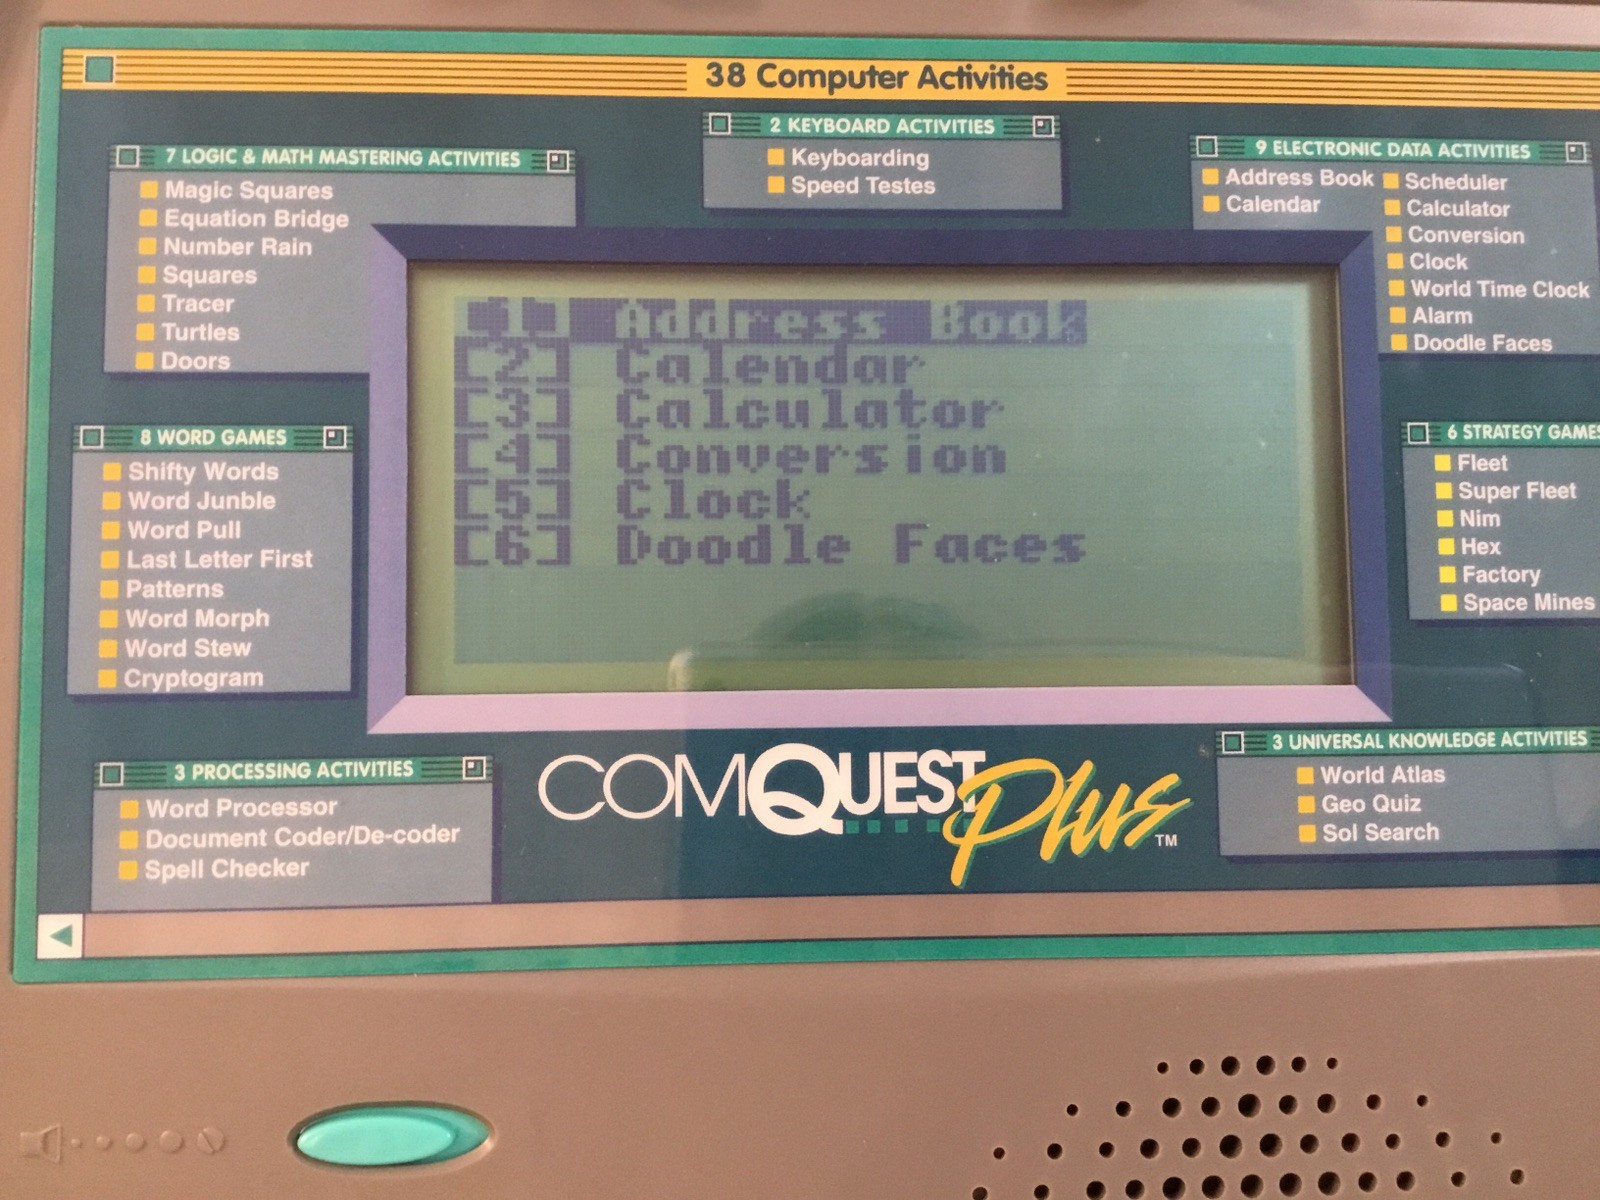 38 Computer Activities
7 LOGIC & MATH MASTERING ACTIVITIES
Magic Squares
Equation Bridge
Number Rain
Squares
Tracer
Turtles
Doors
2 KEYBOARD ACTIVITIES
Keyboarding
Speed Testes
9 ELECTRONIC DATA ACTIVITIES
Address Book
Calendar
Scheduler
Calculator
Conversion
Clock
World Time Clock
Alarm
Doodle Faces
[1] Address Book
[2] Calendar
[3] Calculator
[4] Conversion
[5] Clock
[6] Doodle Faces
8 WORD GAMES
Shifty Words
Word Junble
Word Pull
Last Letter First
Patterns
Word Morph
Word Stew
Cryptogram
6 STRATEGY GAMES
Fleet
Super Fleet
Nim
Hex
Factory
Space Mines
3 PROCESSING ACTIVITIES
Word Processor
Document Coder/De-coder
Spell Checker
COMQUEST Plus™
3 UNIVERSAL KNOWLEDGE ACTIVITIES
World Atlas
Geo Quiz
Sol Search